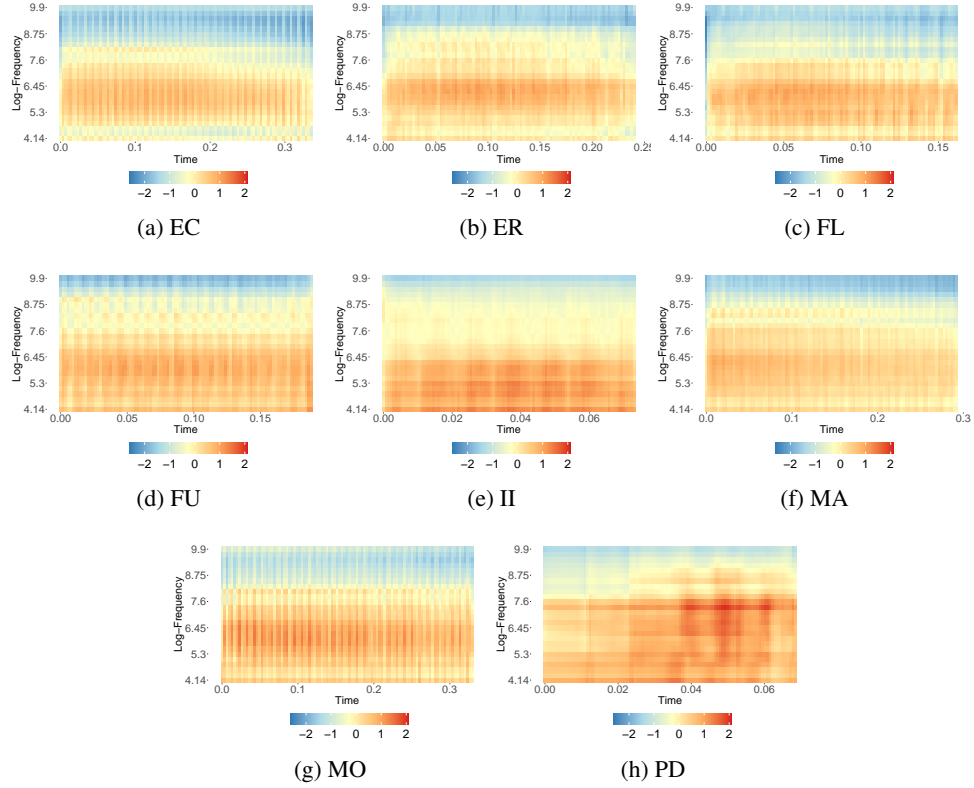 9.9
8.75
7.6
6.45
5.3
4.14
Log-Frequency
0.0 0.1 0.2 0.3
Time
-2 -1 0 1 2
(a) EC
9.9
8.75
7.6
6.45
5.3
4.14
Log-Frequency
0.00 0.05 0.10 0.15 0.20 0.25
Time
-2 -1 0 1 2
(b) ER
9.9
8.75
7.6
6.45
5.3
4.14
Log-Frequency
0.00 0.05 0.10 0.15
Time
-2 -1 0 1 2
(c) FL
9.9
8.75
7.6
6.45
5.3
4.14
Log-Frequency
0.00 0.05 0.10 0.15
Time
-2 -1 0 1 2
(d) FU
9.9
8.75
7.6
6.45
5.3
4.14
Log-Frequency
0.00 0.02 0.04 0.06
Time
-2 -1 0 1 2
(e) II
9.9
8.75
7.6
6.45
5.3
4.14
Log-Frequency
0.0 0.1 0.2 0.3
Time
-2 -1 0 1 2
(f) MA
9.9
8.75
7.6
6.45
5.3
4.14
Log-Frequency
0.0 0.1 0.2 0.3
Time
-2 -1 0 1 2
(g) MO
9.9
8.75
7.6
6.45
5.3
4.14
Log-Frequency
0.00 0.02 0.04 0.06
Time
-2 -1 0 1 2
(h) PD